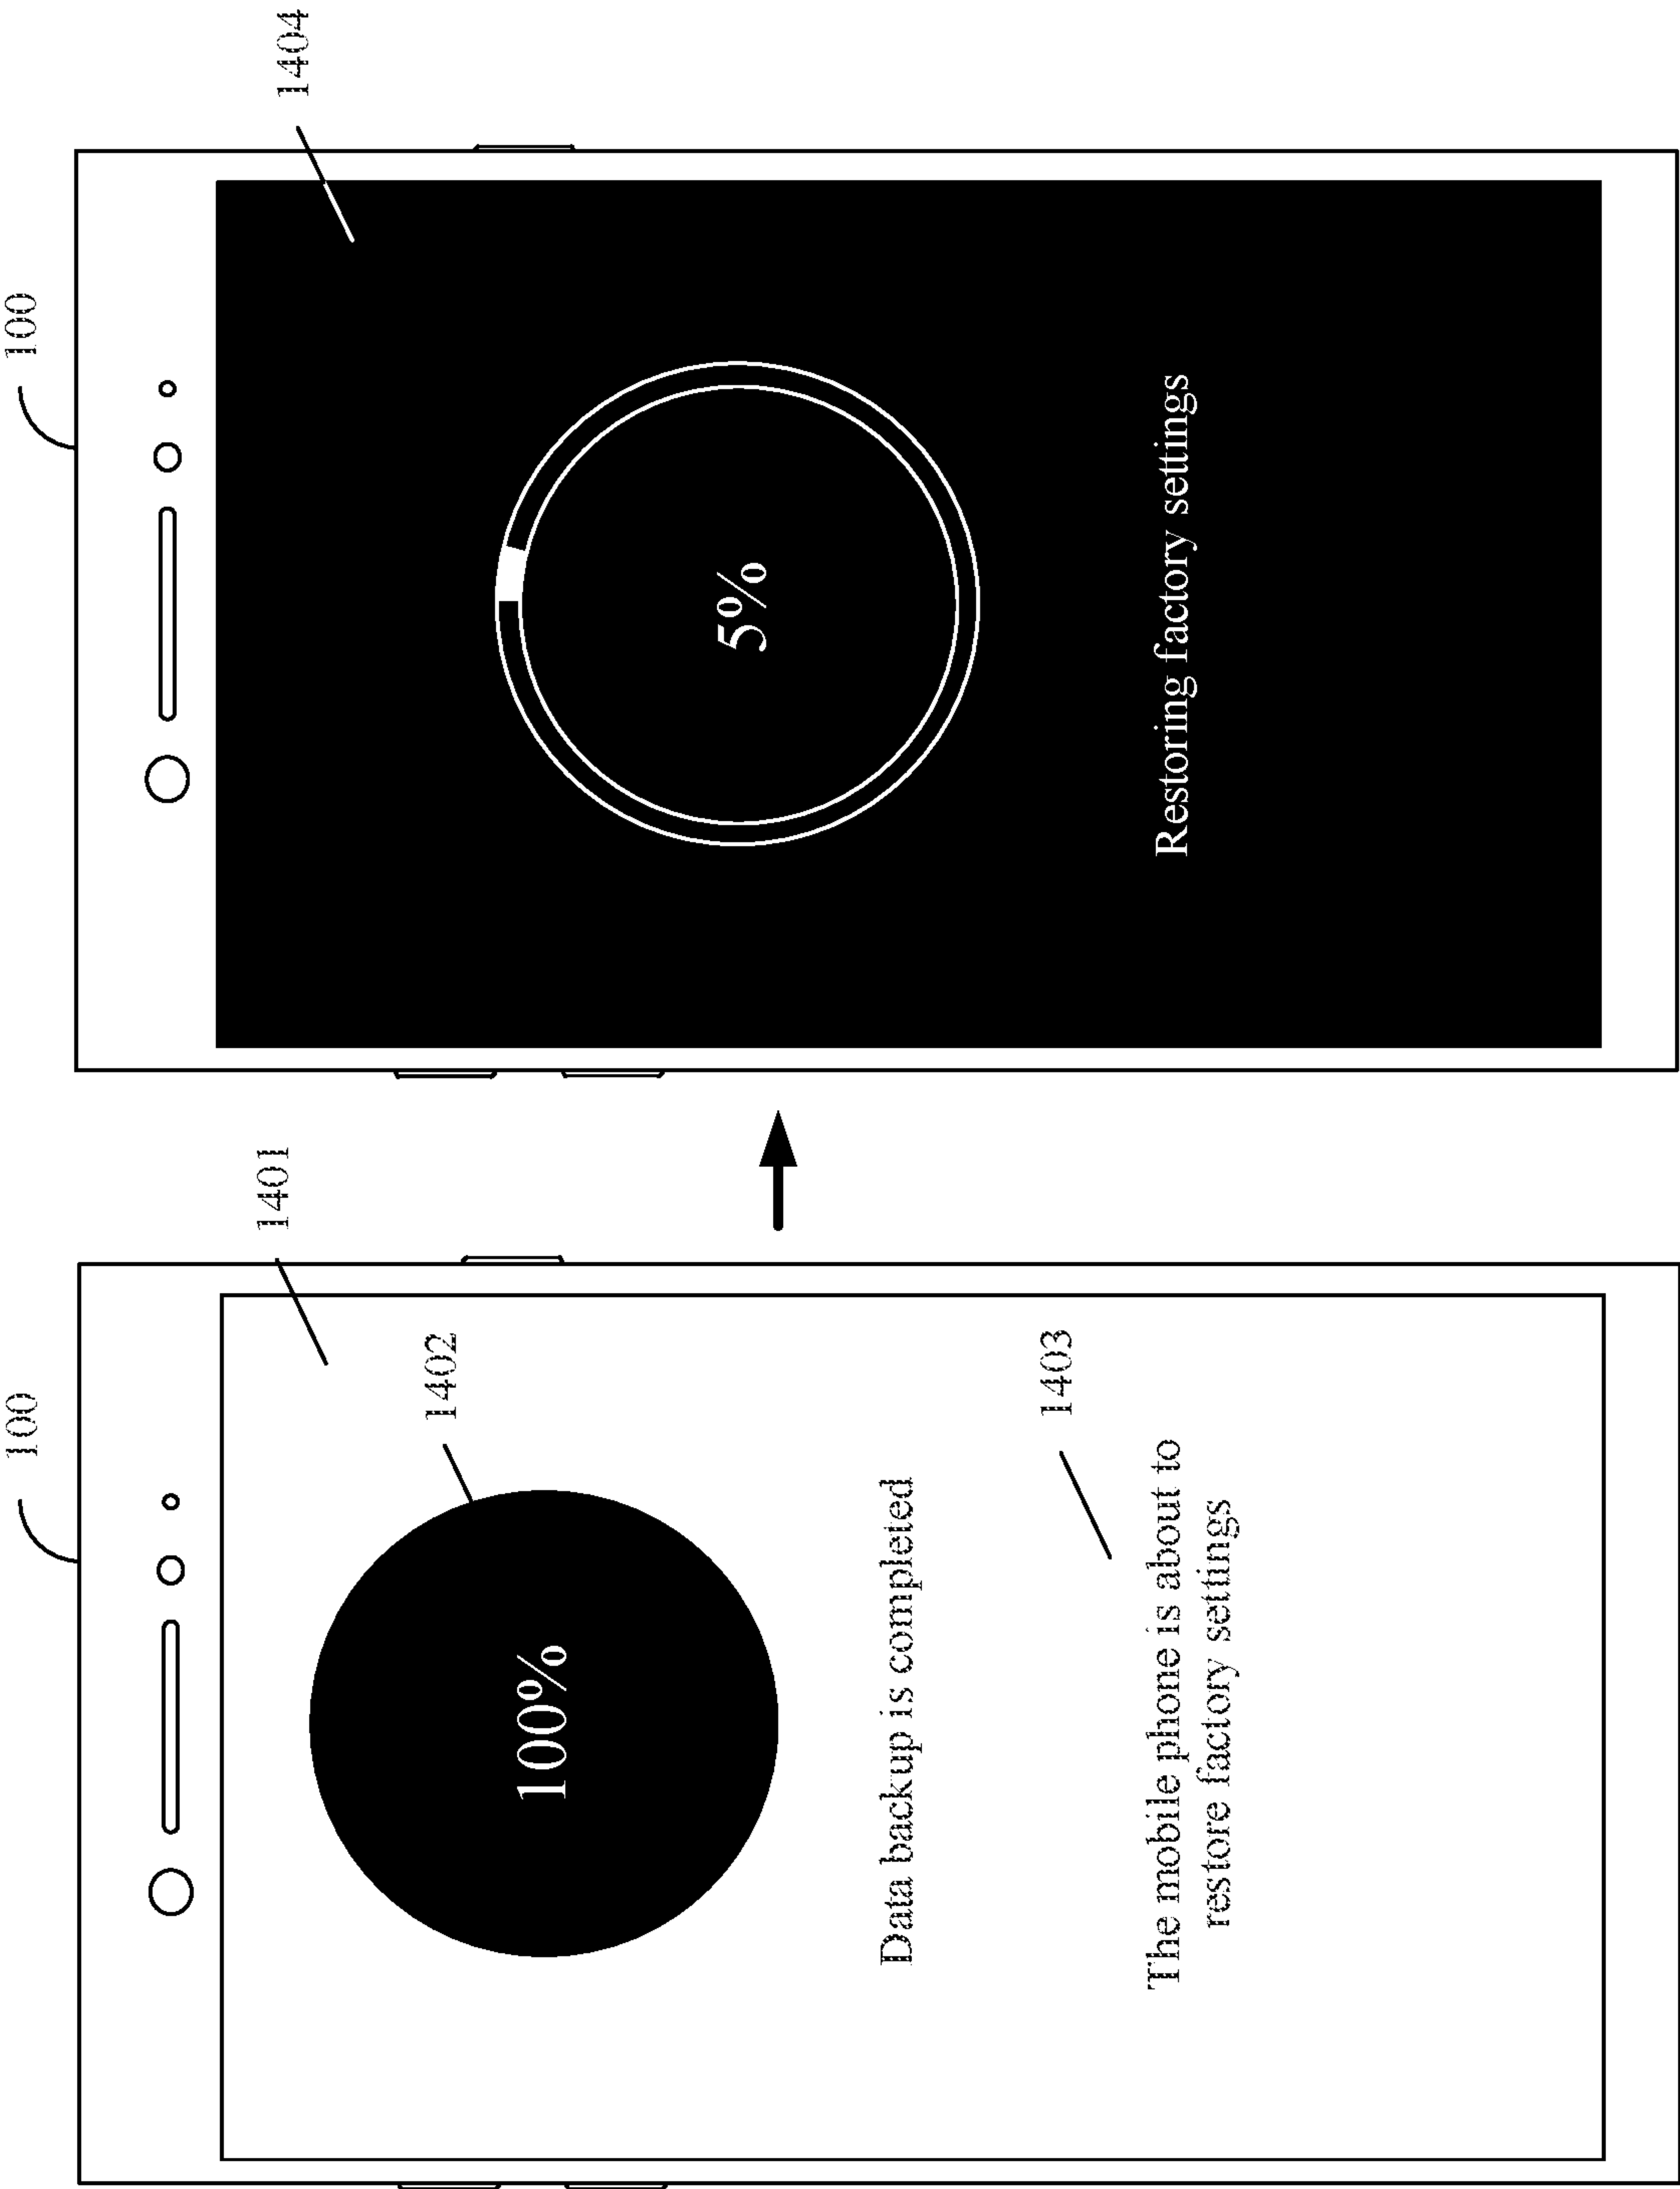 100
1401
1402
100%
Data backup is completed
1403
The mobile phone is about to
restore factory settings
100
1404
5%
Restoring factory settings